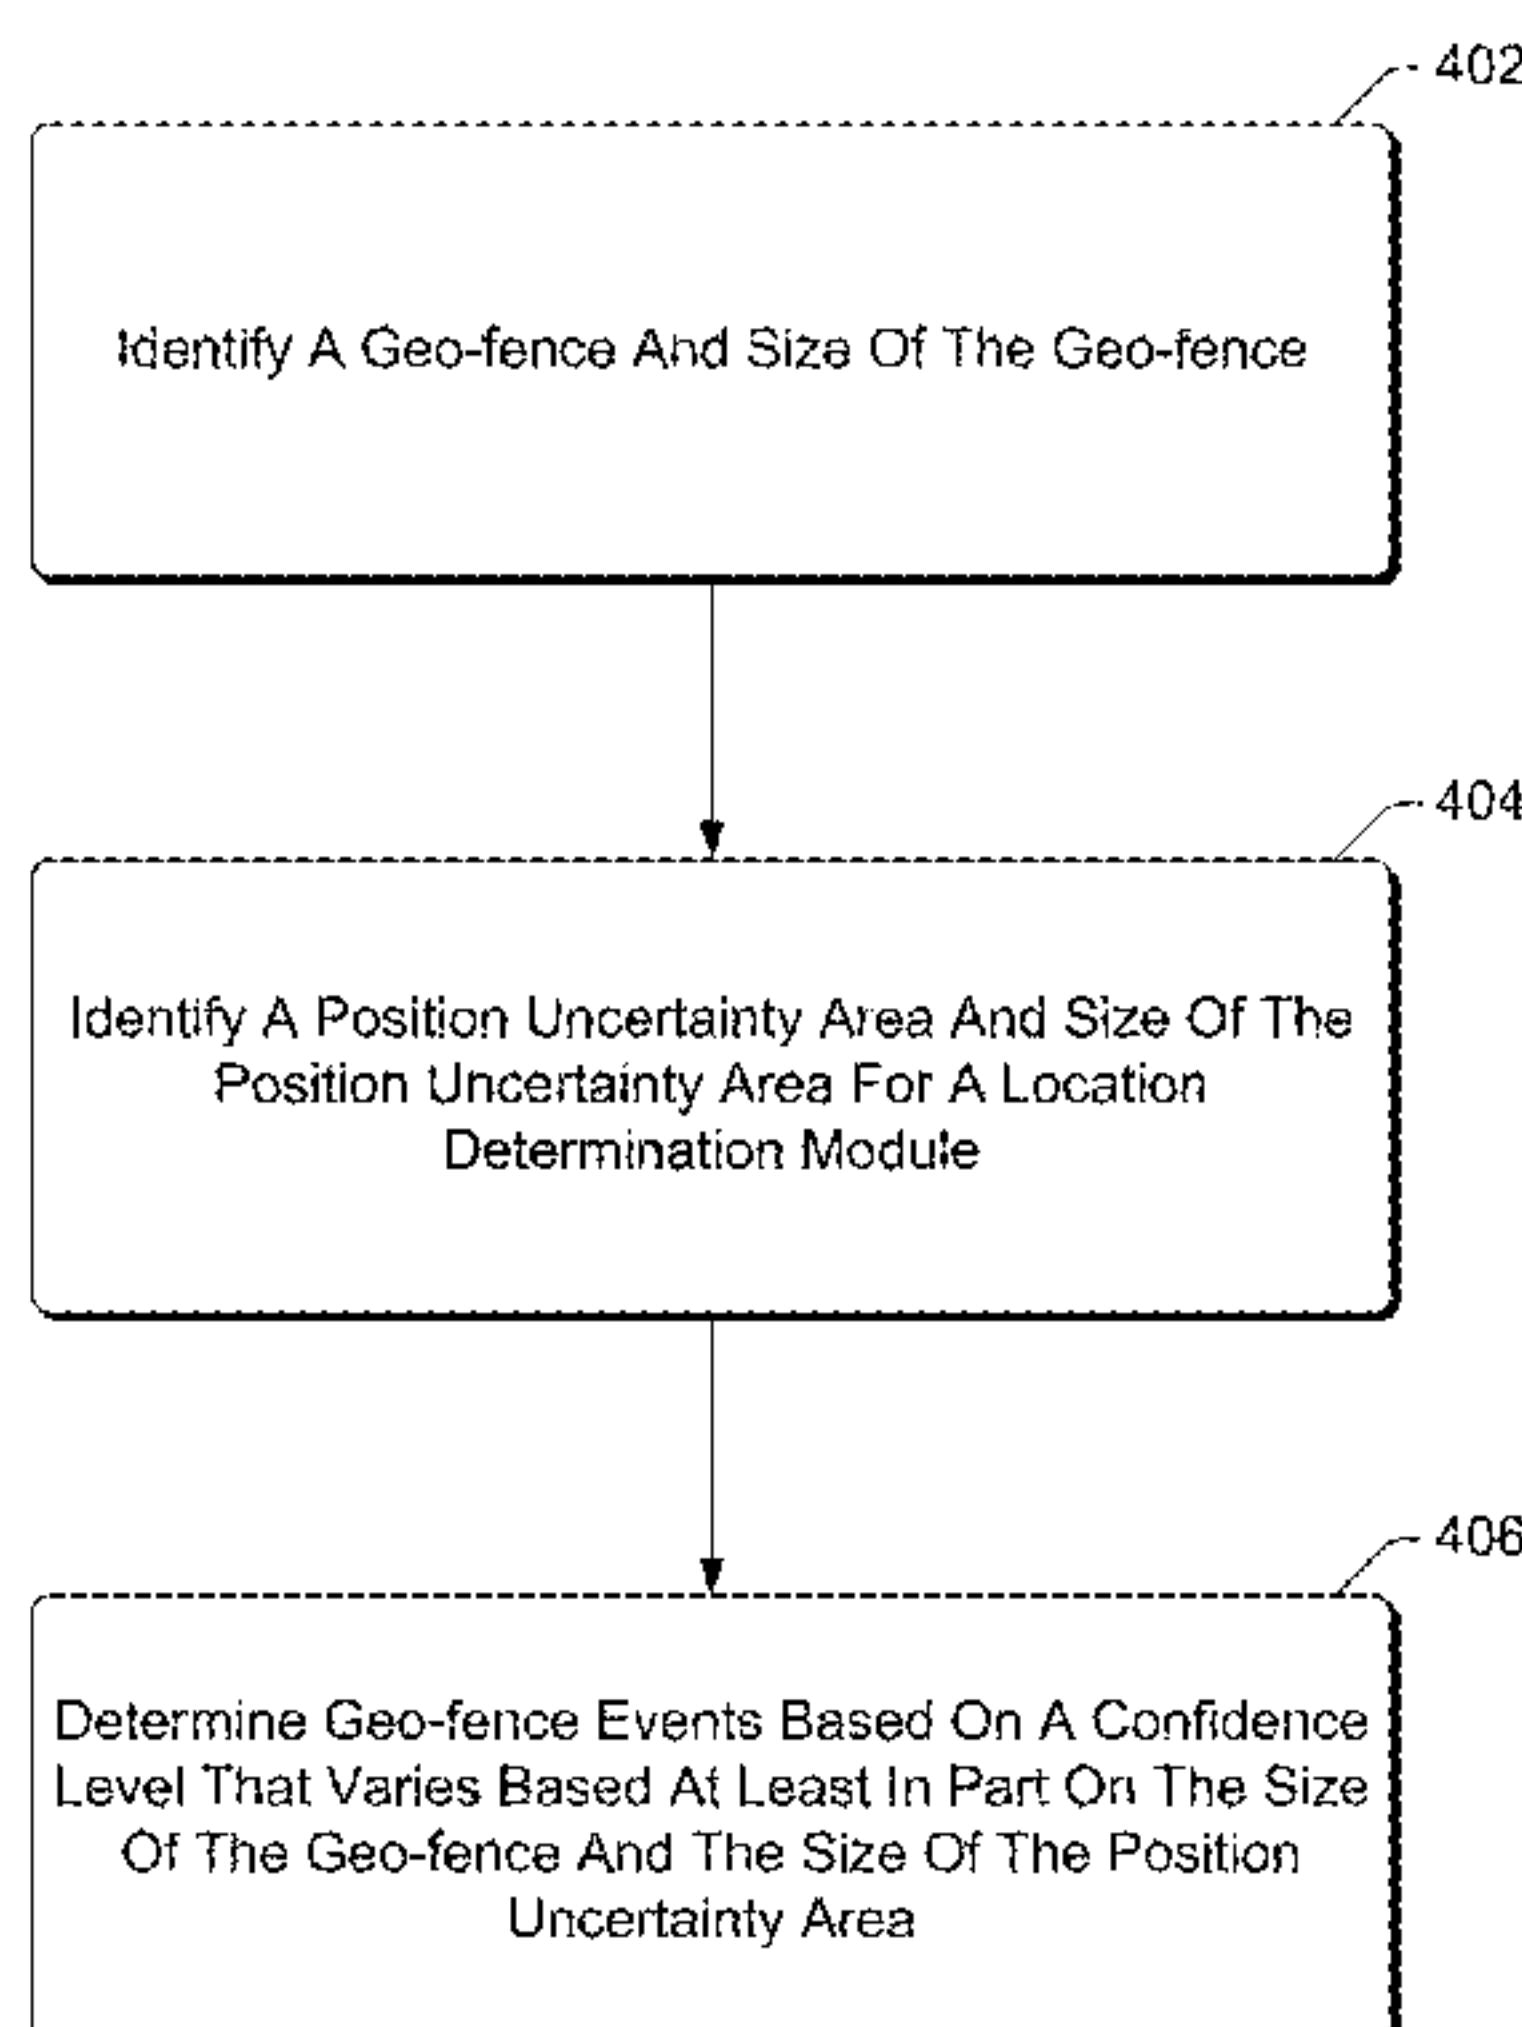 402
Identify A Geo-fence And Size Of The Geo-fence
404
Identify A Position Uncertainty Area And Size Of The
Position Uncertainty Area For A Location
Determination Module
406
Determine Geo-fence Events Based On A Confidence
Level That Varies Based At Least In Part On The Size
Of The Geo-fence And The Size Of The Position
Uncertainty Area